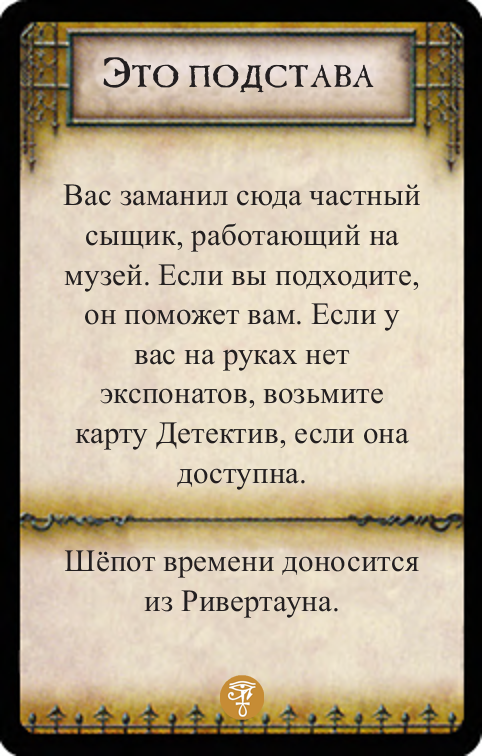 Это подстава
Вас заманил сюда частный
сыщик, работающий на
музей. Если вы подходите,
он поможет вам. Если у
вас на руках нет
экспонатов, возьмите
карту Детектив, если она
доступна.
Шёпот времени доносится
из Ривертауна.